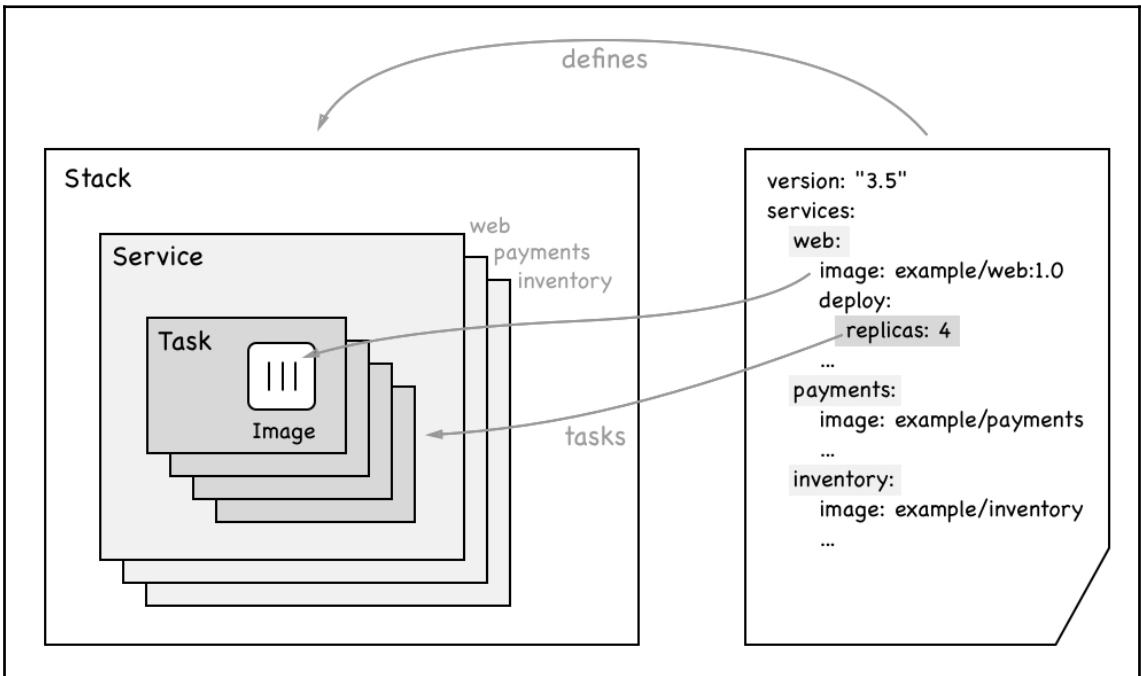 defines
Stack
web
payments
inventory
Service
Task
Image
tasks
version: "3.5"
services:
web:
image: example/web:1.0
deploy:
replicas: 4
...
payments:
image: example/payments
...
inventory:
image: example/inventory
...